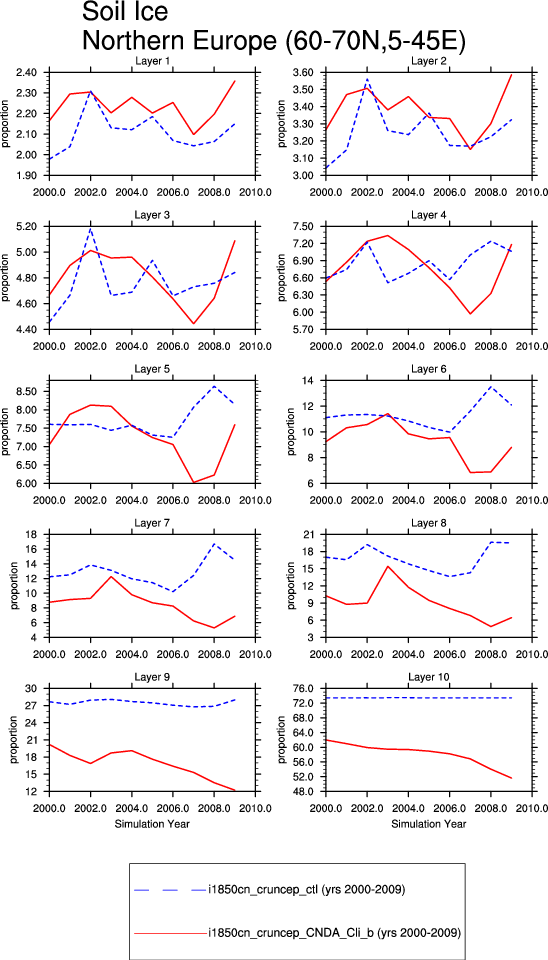 Soil Ice
Northern Europe (60-70N,5-45E)
Layer 1
Layer 2
2.40
2.30
2.20
2.10
2.00
1.90
proportion
2000.0 2002.0 2004.0 2006.0 2008.0 2010.0
3.60
3.50
3.40
3.30
3.20
3.10
3.00
proportion
2000.0 2002.0 2004.0 2006.0 2008.0 2010.0
Layer 3
Layer 4
5.20
5.00
4.80
4.60
4.40
proportion
2000.0 2002.0 2004.0 2006.0 2008.0 2010.0
7.50
7.20
6.90
6.60
6.30
6.00
5.70
proportion
2000.0 2002.0 2004.0 2006.0 2008.0 2010.0
Layer 5
Layer 6
8.50
8.00
7.50
7.00
6.50
6.00
proportion
2000.0 2002.0 2004.0 2006.0 2008.0 2010.0
14
12
10
8
6
proportion
2000.0 2002.0 2004.0 2006.0 2008.0 2010.0
Layer 7
Layer 8
18
16
14
12
10
8
6
4
proportion
2000.0 2002.0 2004.0 2006.0 2008.0 2010.0
21
18
15
12
9
6
3
proportion
2000.0 2002.0 2004.0 2006.0 2008.0 2010.0
Layer 9
Layer 10
30
27
24
21
18
15
12
proportion
2000.0 2002.0 2004.0 2006.0 2008.0 2010.0
Simulation Year
76.0
72.0
68.0
64.0
60.0
56.0
52.0
48.0
proportion
2000.0 2002.0 2004.0 2006.0 2008.0 2010.0
Simulation Year
i1850cn_cruncep_ctl (yrs 2000-2009)
i1850cn_cruncep_CNDA_Cli_b (yrs 2000-2009)